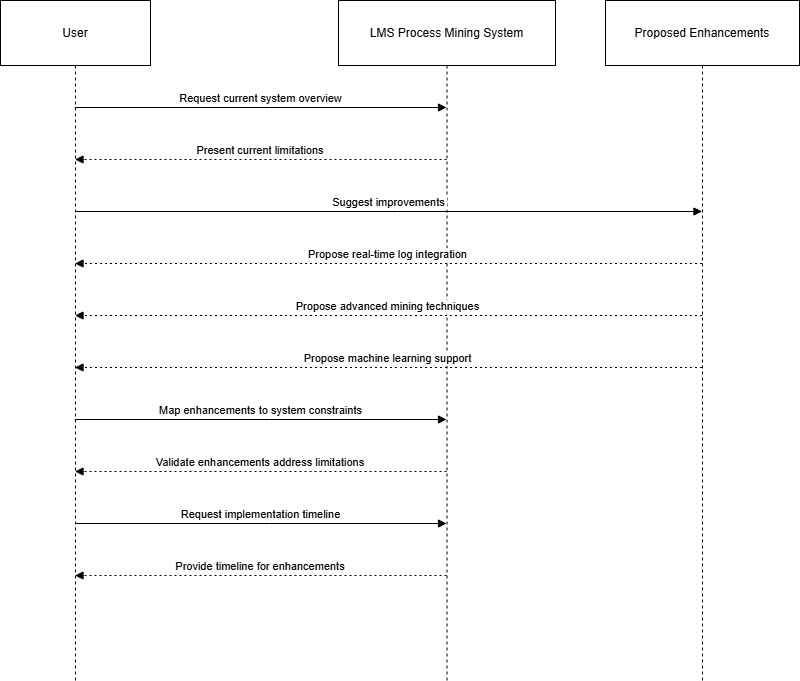 User
LMS Process Mining System
Proposed Enhancements
Request current system overview
Present current limitations
Suggest improvements
Propose real-time log integration
Propose advanced mining techniques
Propose machine learning support
Map enhancements to system constraints
Validate enhancements address limitations
Request implementation timeline
Provide timeline for enhancements